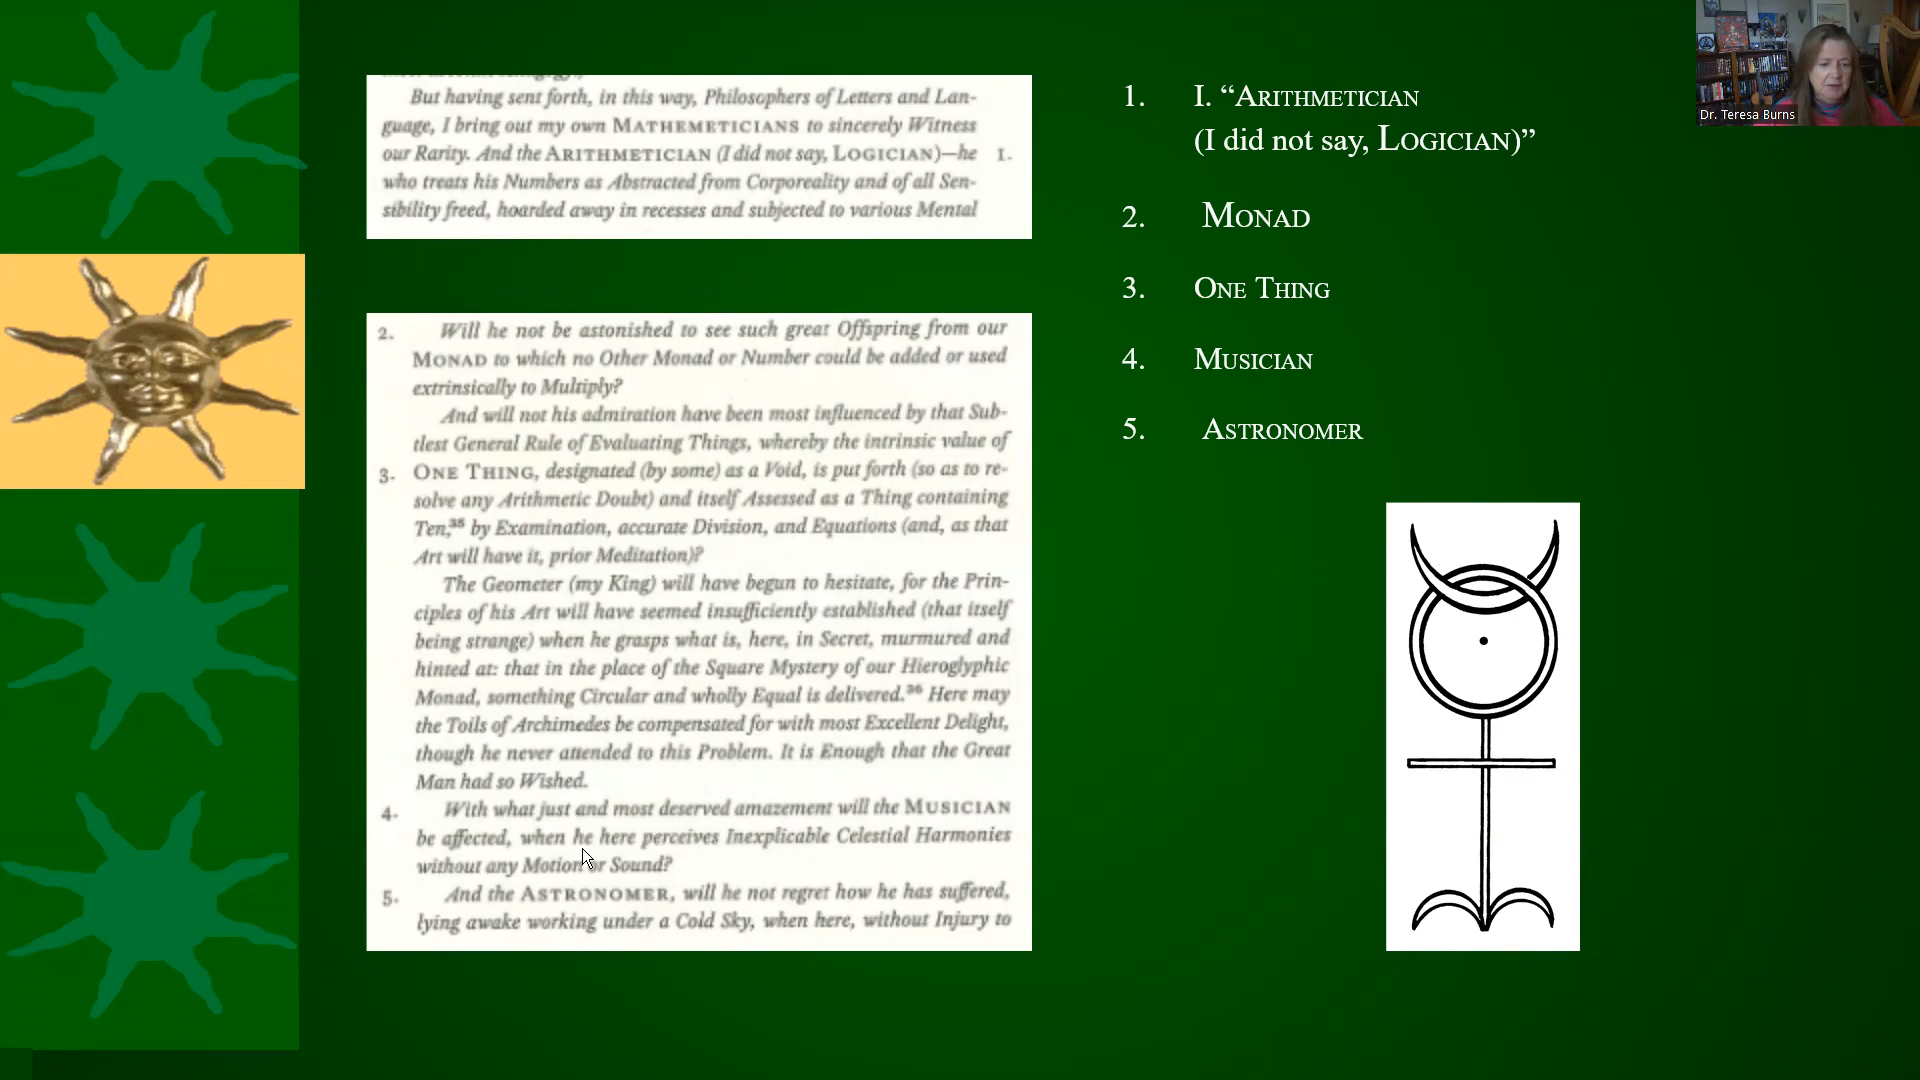 But having sent forth, in this way, Philosophers of Letters and Lan-
guage, I bring out my own MATHEMETICIANS to sincerely Witness
our Rarity. And the ARITHMETICIAN (I did not say, LOGICIAN)—he 1.
who treats his Numbers as Abstracted from Corporeality and of all Sen-
sibility freed, hoarded away in recesses and subjected to various Mental
2. Will he not be astonished to see such great Offspring from our
MONAD to which no Other Monad or Number could be added or used
extrinsically to Multiply?
And will not his admiration have been most influenced by that Sub-
tlest General Rule of Evaluating Things, whereby the intrinsic value of
3. ONE THING, designated (by some) as a Void, is put forth (so as to re-
solve any Arithmetic Doubt) and itself Assessed as a Thing containing
Ten,³⁵ by Examination, accurate Division, and Equations (and, as that
Art will have it, prior Meditation)?
The Geometer (my King) will have begun to hesitate, for the Prin-
ciples of his Art will have seemed insufficiently established (that itself
being strange) when he grasps what is, here, in Secret, murmured and
hinted at: that in the place of the Square Mystery of our Hieroglyphic
Monad, something Circular and wholly Equal is delivered.³⁶ Here may
the Toils of Archimedes be compensated for with most Excellent Delight,
though he never attended to this Problem. It is Enough that the Great
Man had so Wished.
4. With what just and most deserved amazement will the MUSICIAN
be affected, when he here perceives Inexplicable Celestial Harmonies
without any Motion or Sound?
5. And the ASTRONOMER, will he not regret how he has suffered,
lying awake working under a Cold Sky, when here, without Injury to
1. I. “ARITHMETICIAN
(I did not say, LOGICIAN)”
2. MONAD
3. ONE THING
4. MUSICIAN
5. ASTRONOMER
Dr. Teresa Burns